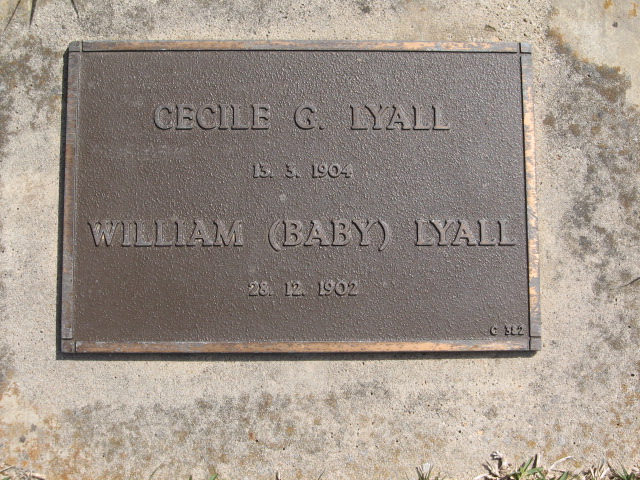 CECILE G. LYALL
13. 3. 1904
WILLIAM (BABY) LYALL
28. 12. 1902
C 312